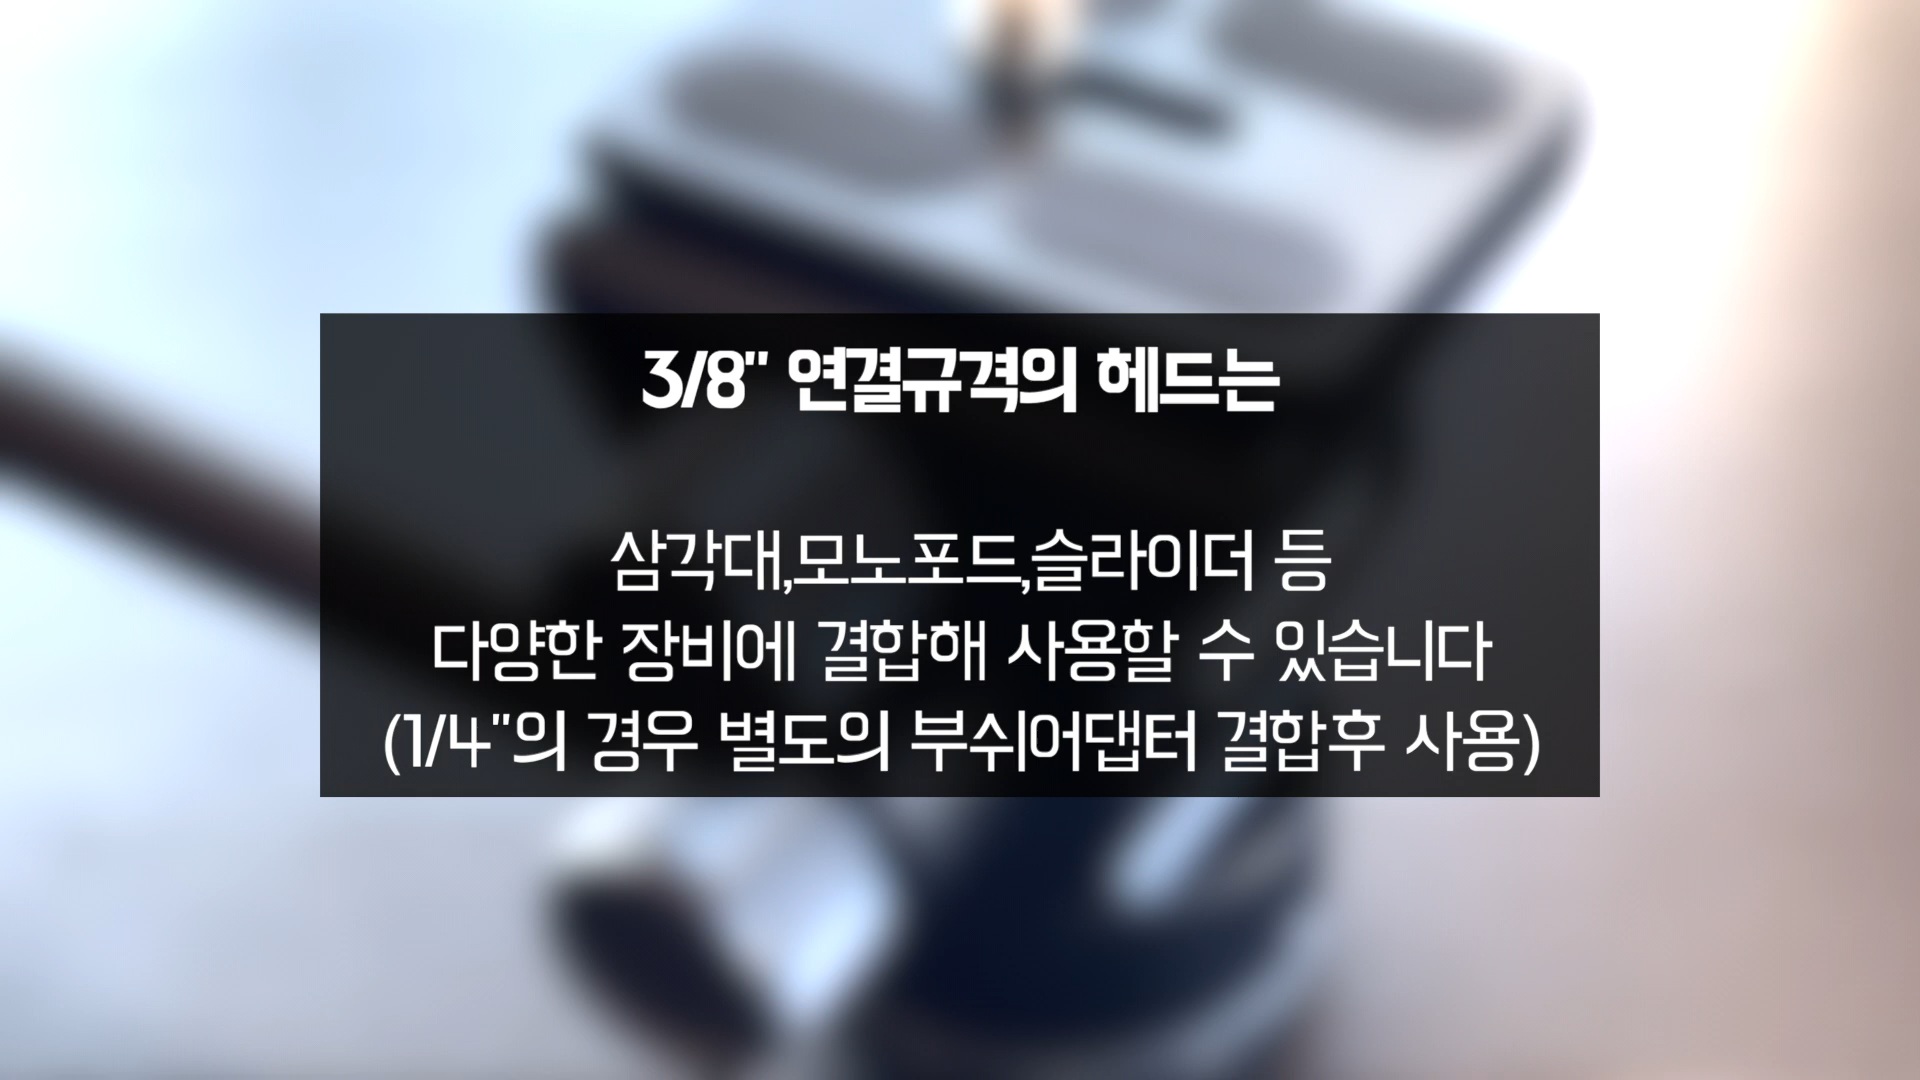 3/8" 연결규격의 헤드는
삼각대,모노포드,슬라이더 등
다양한 장비에 결합해 사용할 수 있습니다
(1/4"의 경우 별도의 부쉬어댑터 결합후 사용)